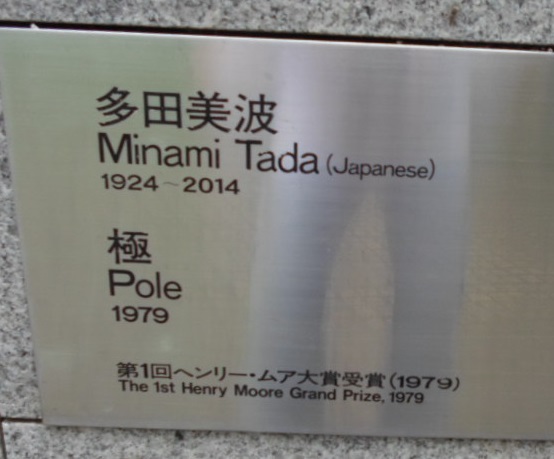 多田美波
Minami Tada (Japanese)
1924~2014
極
Pole
1979
第1回ヘンリー・ムア大賞受賞(1979)
The 1st Henry Moore Grand Prize, 1979